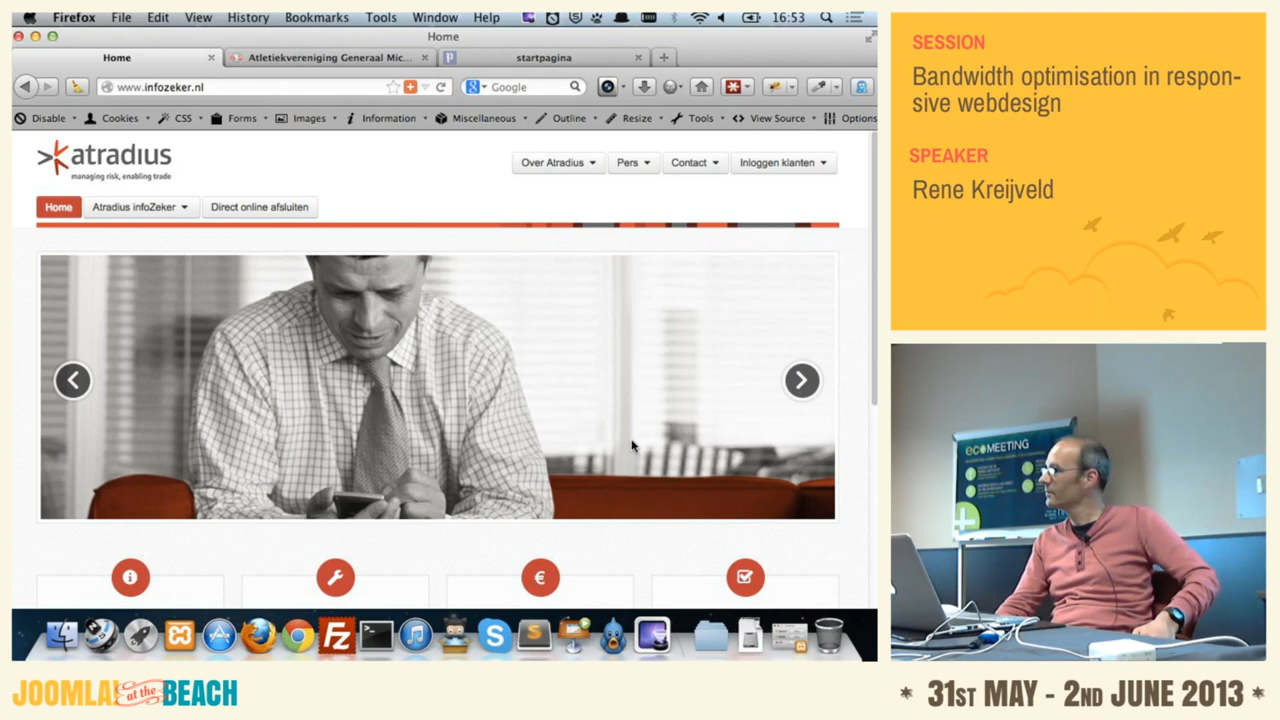 Firefox File Edit View History Bookmarks Tools Window Help 16:53
Home
Home Atletiekvereniging Generaal Mic... startpagina
www.infozeker.nl Google
Disable Cookies CSS Forms Images Information Miscellaneous Outline Resize Tools View Source Options
atradius
managing risk, enabling trade
Over Atradius Pers Contact Inloggen klanten
Home Atradius infoZeker Direct online afsluiten
SESSION
Bandwidth optimisation in respon-
sive webdesign
SPEAKER
Rene Kreijveld
ecoMEETING
JOOMLA! at the BEACH
* 31ST MAY - 2ND JUNE 2013 *